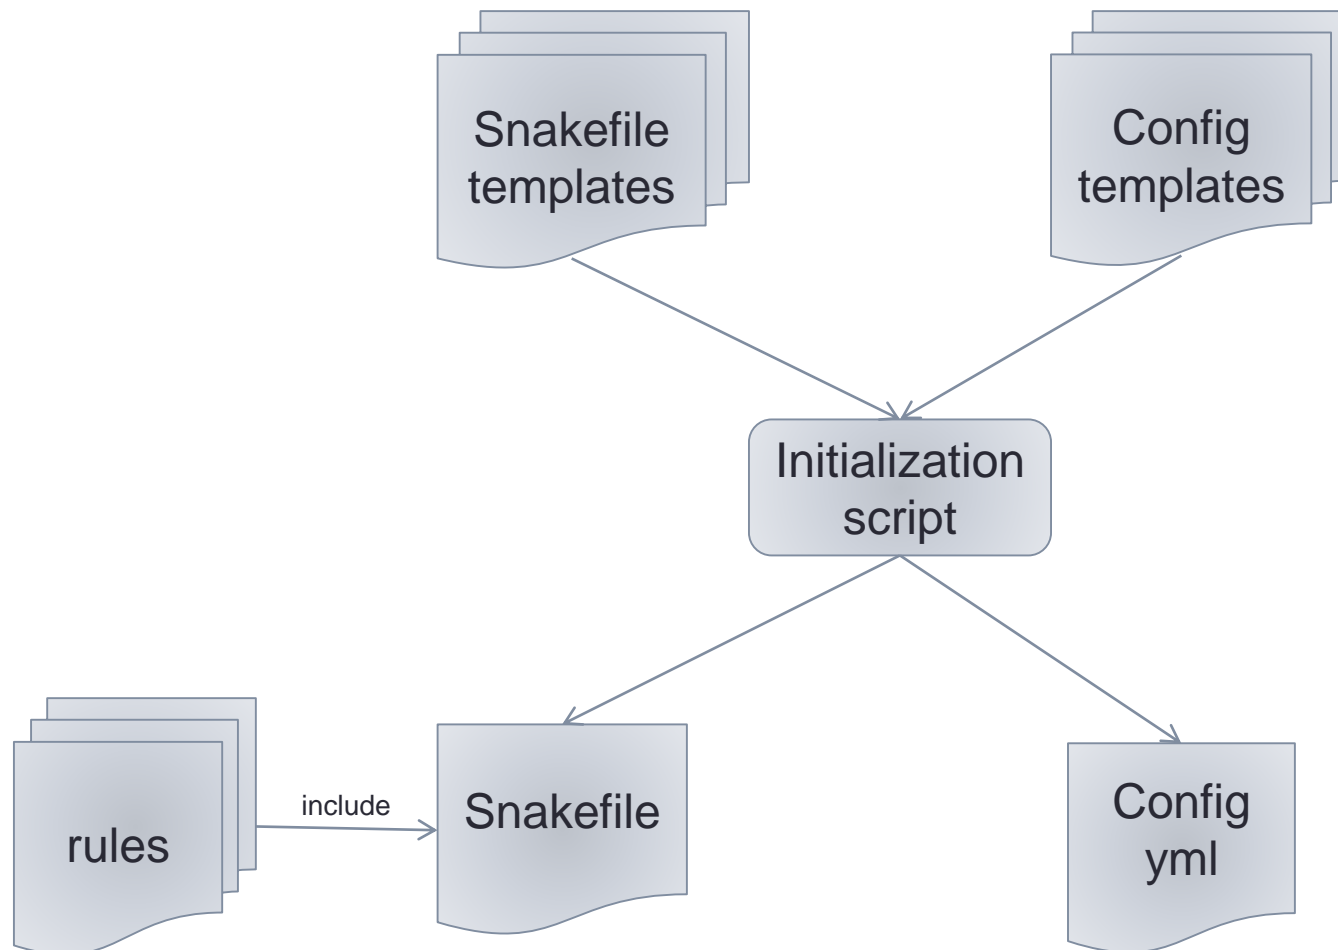 Snakefile
templates
Config
templates
Initialization
script
rules
include
Snakefile
Config
yml